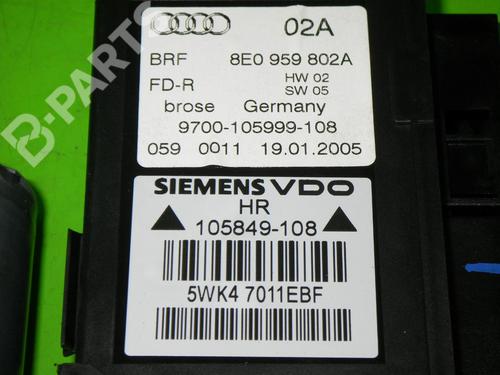 02A
BRF 8E0 959 802A
FD-R HW 02
SW 05
brose Germany
9700-105999-108
059 0011 19.01.2005
SIEMENS VDO
HR
105849-108
5WK4 7011EBF
B-PARTS